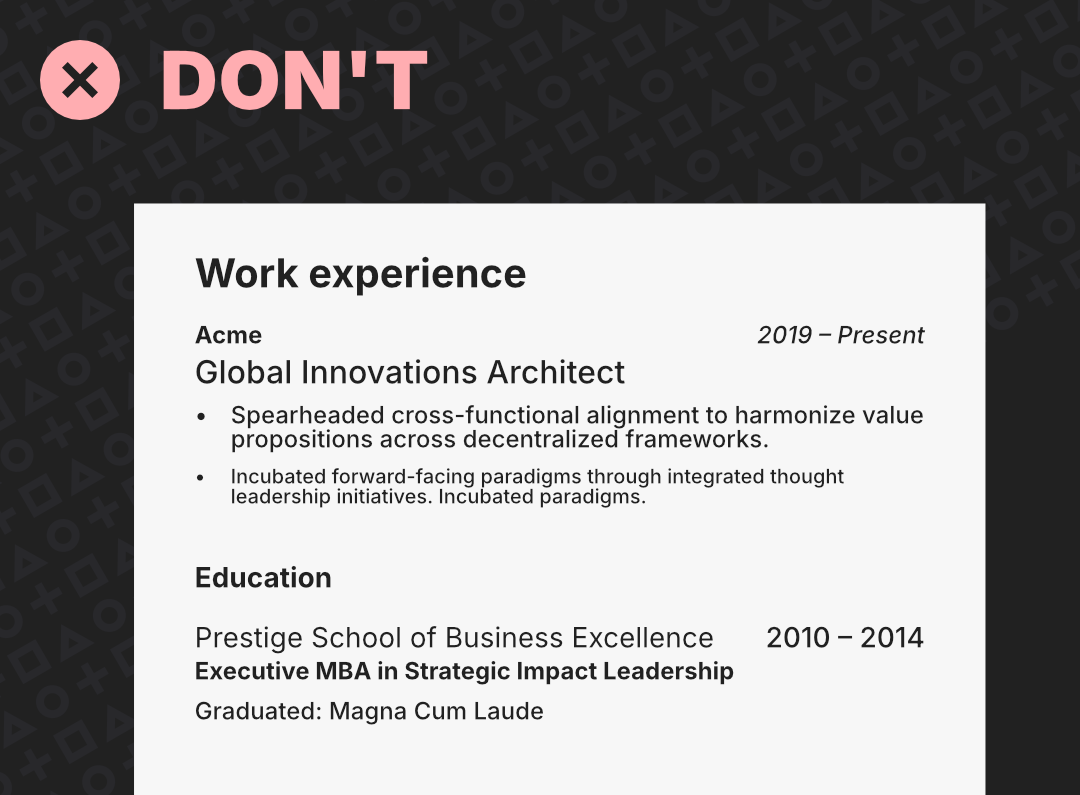 DON'T
Work experience
Acme 2019 – Present
Global Innovations Architect
• Spearheaded cross-functional alignment to harmonize value
propositions across decentralized frameworks.
• Incubated forward-facing paradigms through integrated thought
leadership initiatives. Incubated paradigms.
Education
Prestige School of Business Excellence 2010 – 2014
Executive MBA in Strategic Impact Leadership
Graduated: Magna Cum Laude